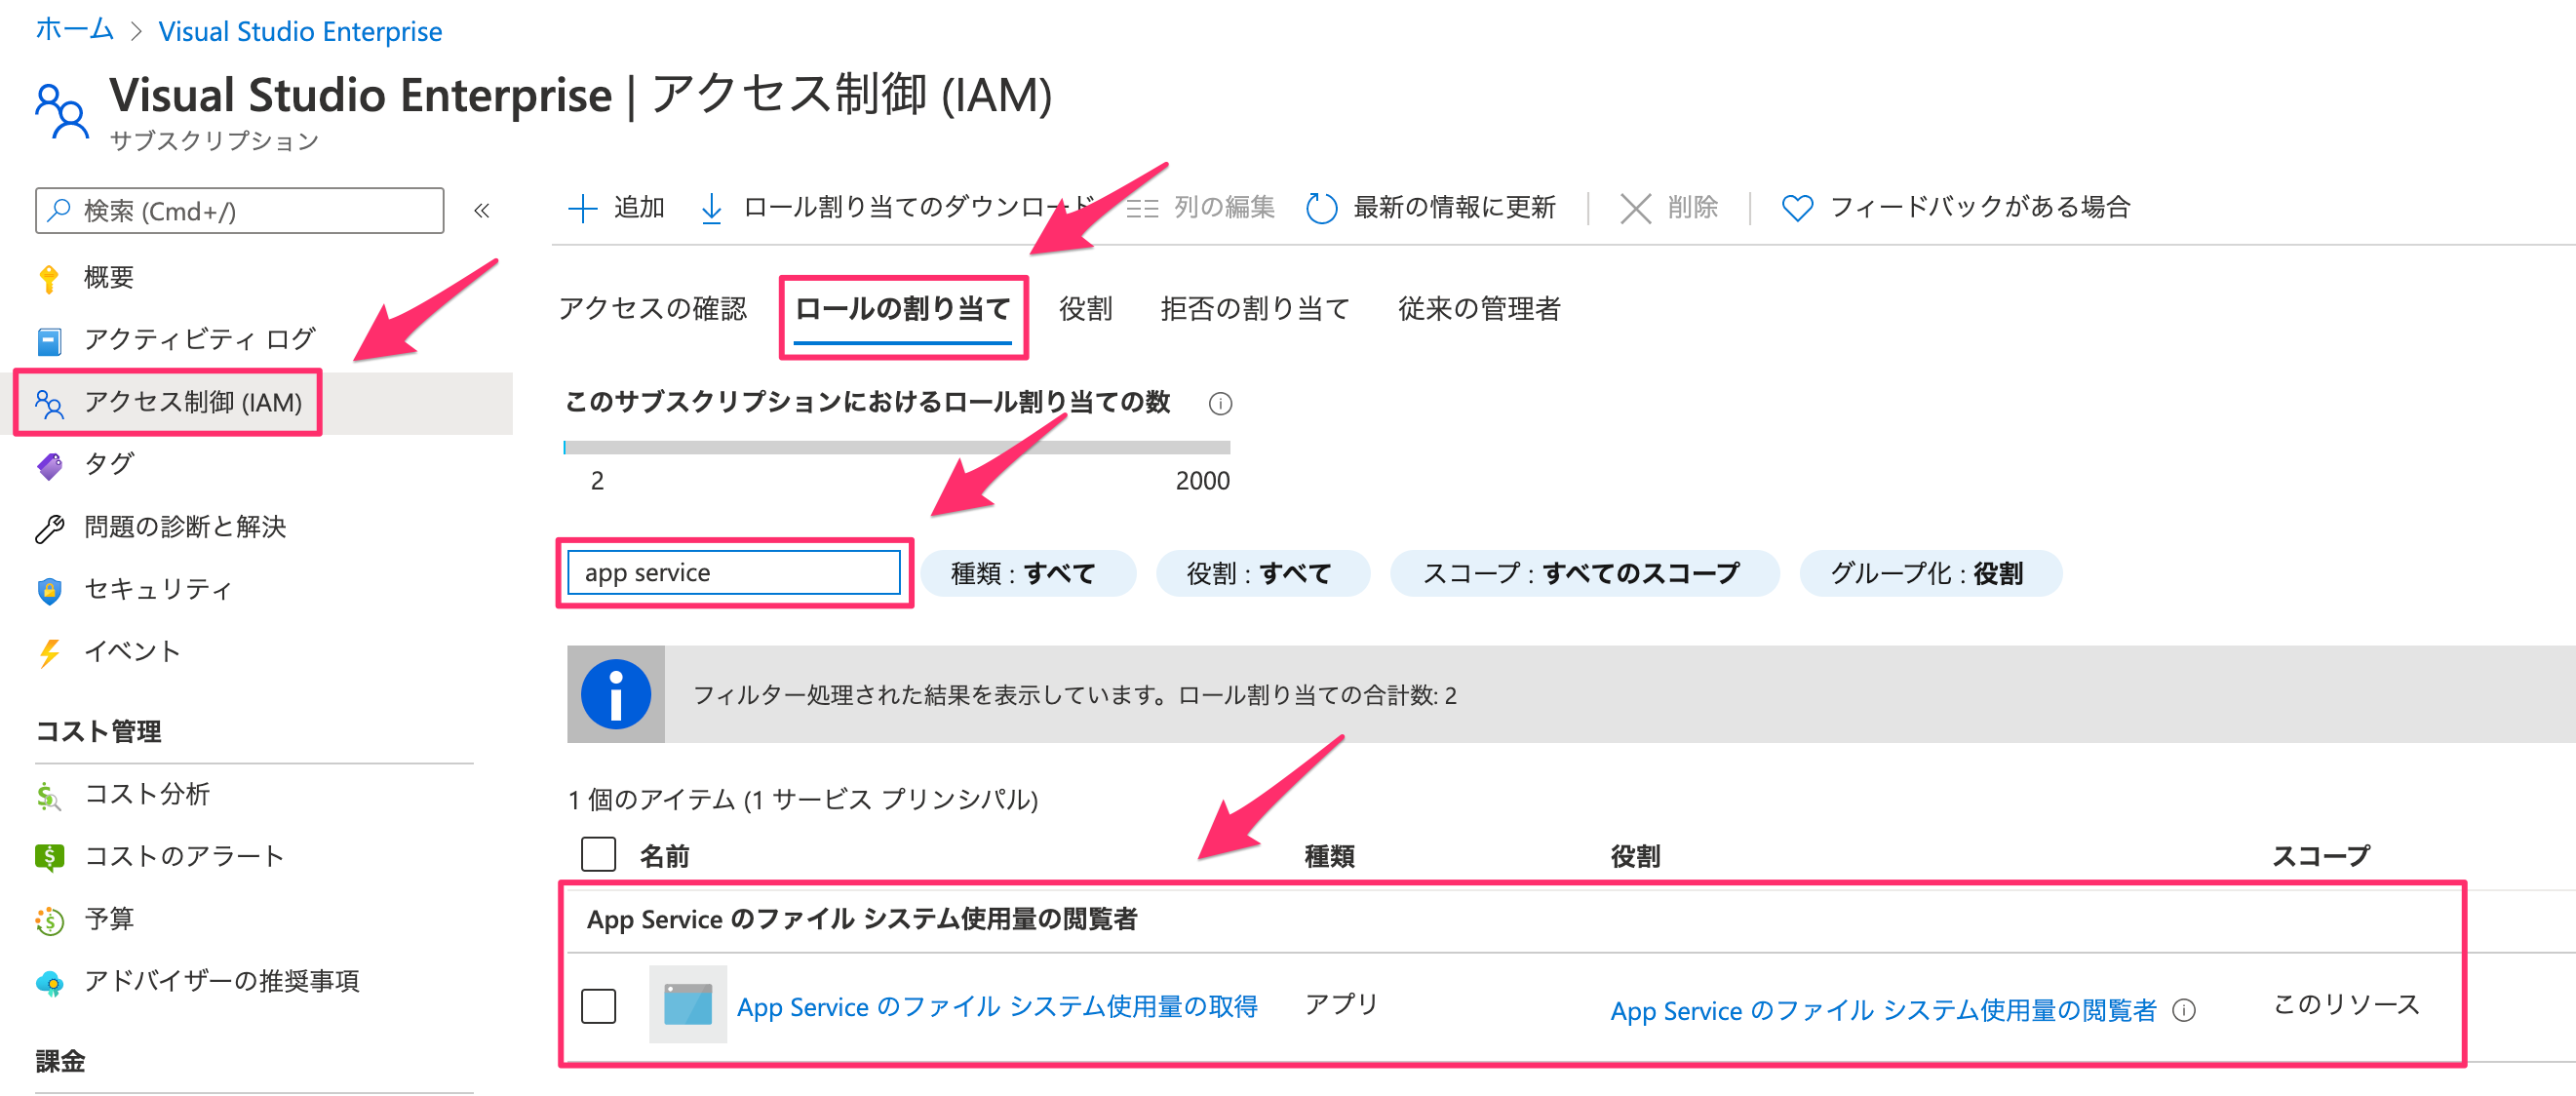 ホーム > Visual Studio Enterprise
Visual Studio Enterprise | アクセス制御 (IAM)
サブスクリプション
検索 (Cmd+/)
«
概要
アクティビティ ログ
アクセス制御 (IAM)
タグ
問題の診断と解決
セキュリティ
イベント
コスト管理
コスト分析
コストのアラート
予算
アドバイザーの推奨事項
課金
追加 ロール割り当てのダウンロード 列の編集 最新の情報に更新 削除 フィードバックがある場合
アクセスの確認 ロールの割り当て 役割 拒否の割り当て 従来の管理者
このサブスクリプションにおけるロール割り当ての数
2 2000
app service 種類 : すべて 役割 : すべて スコープ : すべてのスコープ グループ化 : 役割
フィルター処理された結果を表示しています。ロール割り当ての合計数: 2
1 個のアイテム (1 サービス プリンシパル)
名前 種類 役割 スコープ
App Service のファイル システム使用量の閲覧者
App Service のファイル システム使用量の取得 アプリ App Service のファイル システム使用量の閲覧者 このリソース